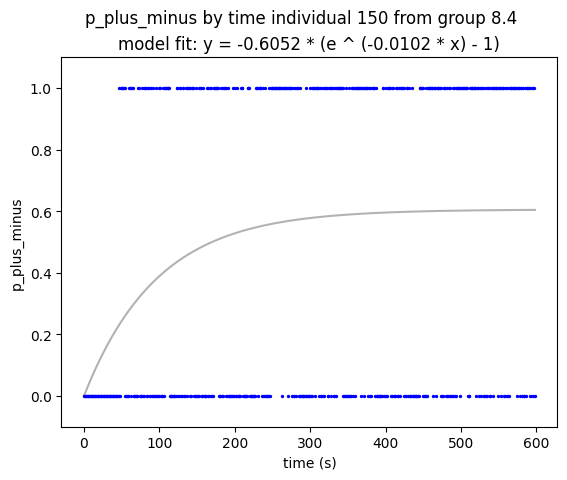 p_plus_minus by time individual 150 from group 8.4
model fit: y = -0.6052 * (e ^ (-0.0102 * x) - 1)
1.0
0.8
0.6
0.4
0.2
0.0
p_plus_minus
0 100 200 300 400 500 600
time (s)